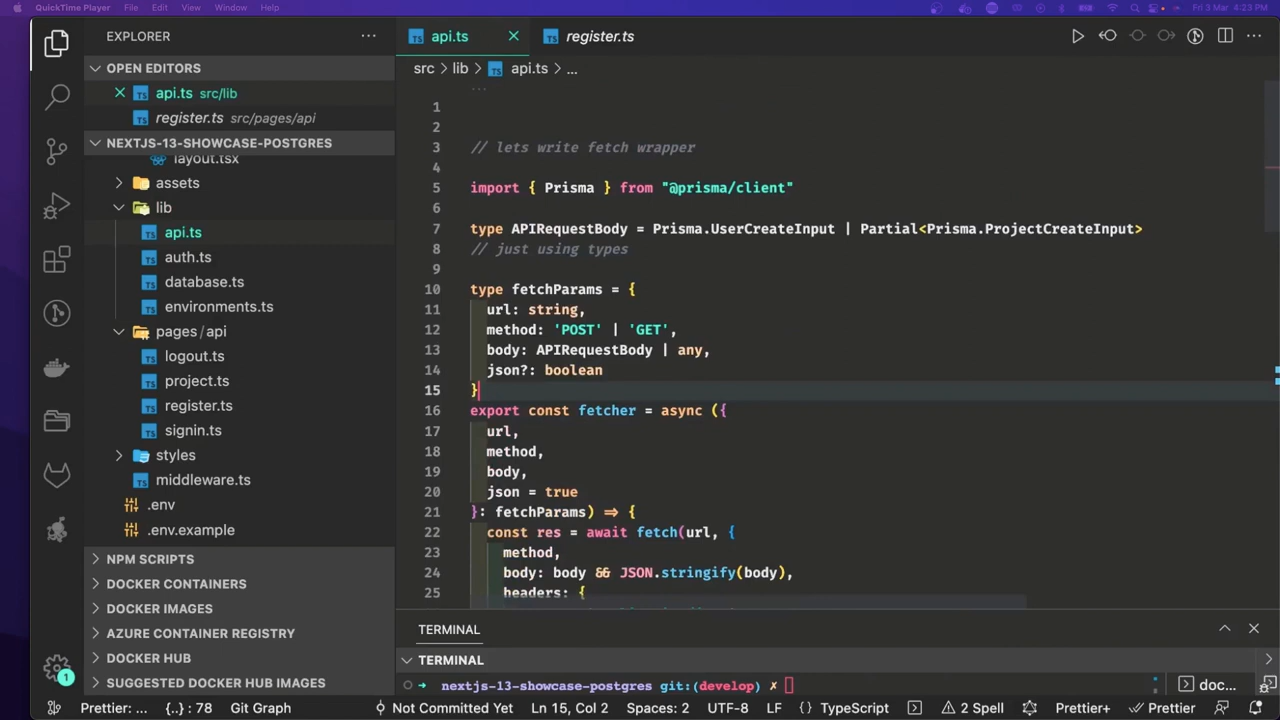 QuickTime Player File Edit View Window Help
Fri 3 Mar 4:23 PM
EXPLORER
OPEN EDITORS
api.ts src/lib
register.ts src/pages/api
NEXTJS-13-SHOWCASE-POSTGRES
layout.tsx
assets
lib
api.ts
auth.ts
database.ts
environments.ts
pages/api
logout.ts
project.ts
register.ts
signin.ts
styles
middleware.ts
.env
.env.example
NPM SCRIPTS
DOCKER CONTAINERS
DOCKER IMAGES
AZURE CONTAINER REGISTRY
DOCKER HUB
SUGGESTED DOCKER HUB IMAGES
1
api.ts register.ts
src > lib > api.ts > ...
1
2
3 // lets write fetch wrapper
4
5 import { Prisma } from "@prisma/client"
6
7 type APIRequestBody = Prisma.UserCreateInput | Partial<Prisma.ProjectCreateInput>
8 // just using types
9
10 type fetchParams = {
11 url: string,
12 method: 'POST' | 'GET',
13 body: APIRequestBody | any,
14 json?: boolean
15 }
16 export const fetcher = async ({
17 url,
18 method,
19 body,
20 json = true
21 }: fetchParams) => {
22 const res = await fetch(url, {
23 method,
24 body: body && JSON.stringify(body),
25 headers: {
TERMINAL
TERMINAL
nextjs-13-showcase-postgres git:(develop) ✗
doc...
Prettier: ... {..} : 78 Git Graph Not Committed Yet Ln 15, Col 2 Spaces: 2 UTF-8 LF TypeScript 2 Spell Prettier+ Prettier